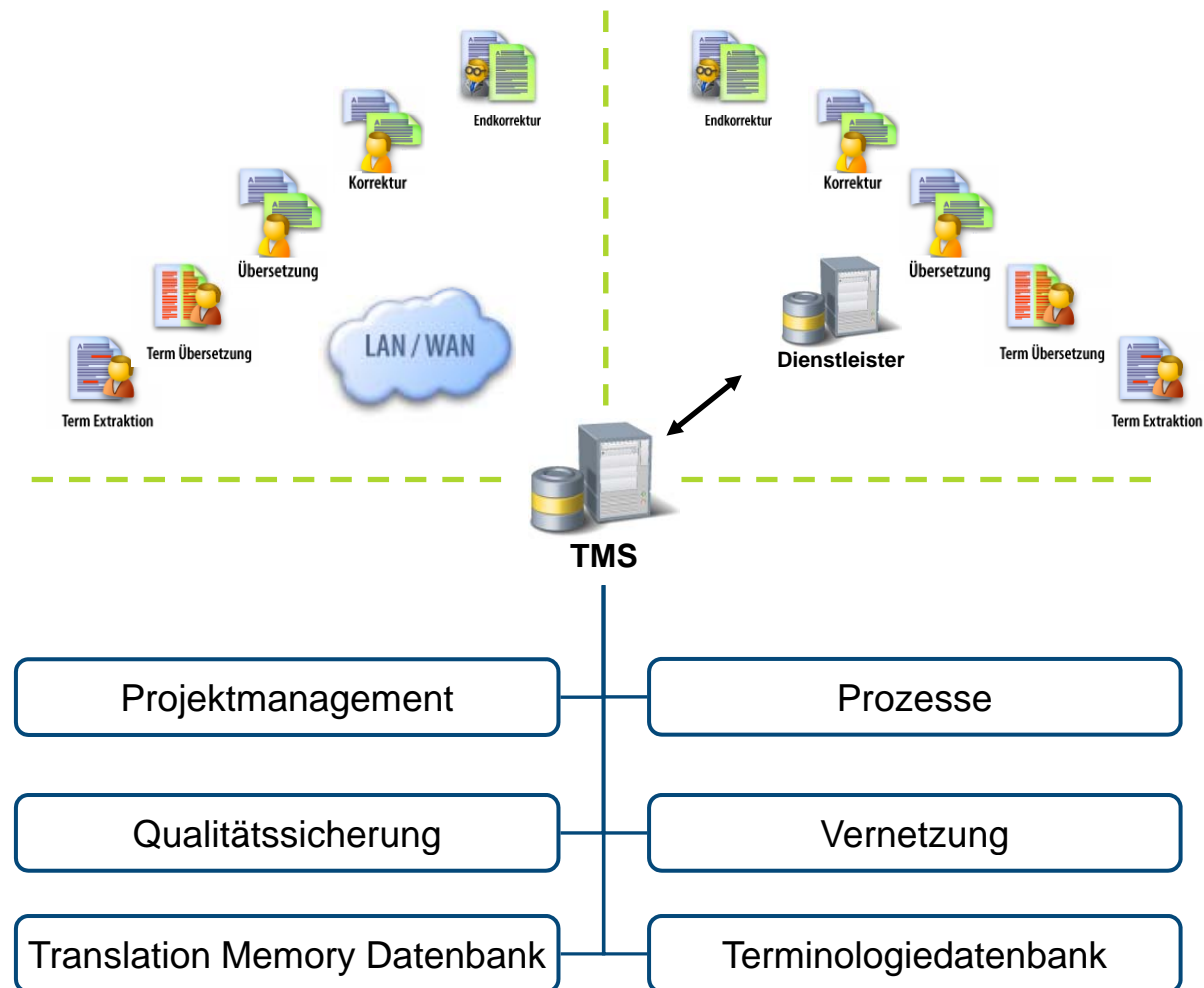 Endkorrektur
Korrektur
Übersetzung
Term Übersetzung
Term Extraktion
LAN / WAN
Endkorrektur
Korrektur
Übersetzung
Term Übersetzung
Term Extraktion
Dienstleister
TMS
Projektmanagement
Prozesse
Qualitätssicherung
Vernetzung
Translation Memory Datenbank
Terminologiedatenbank